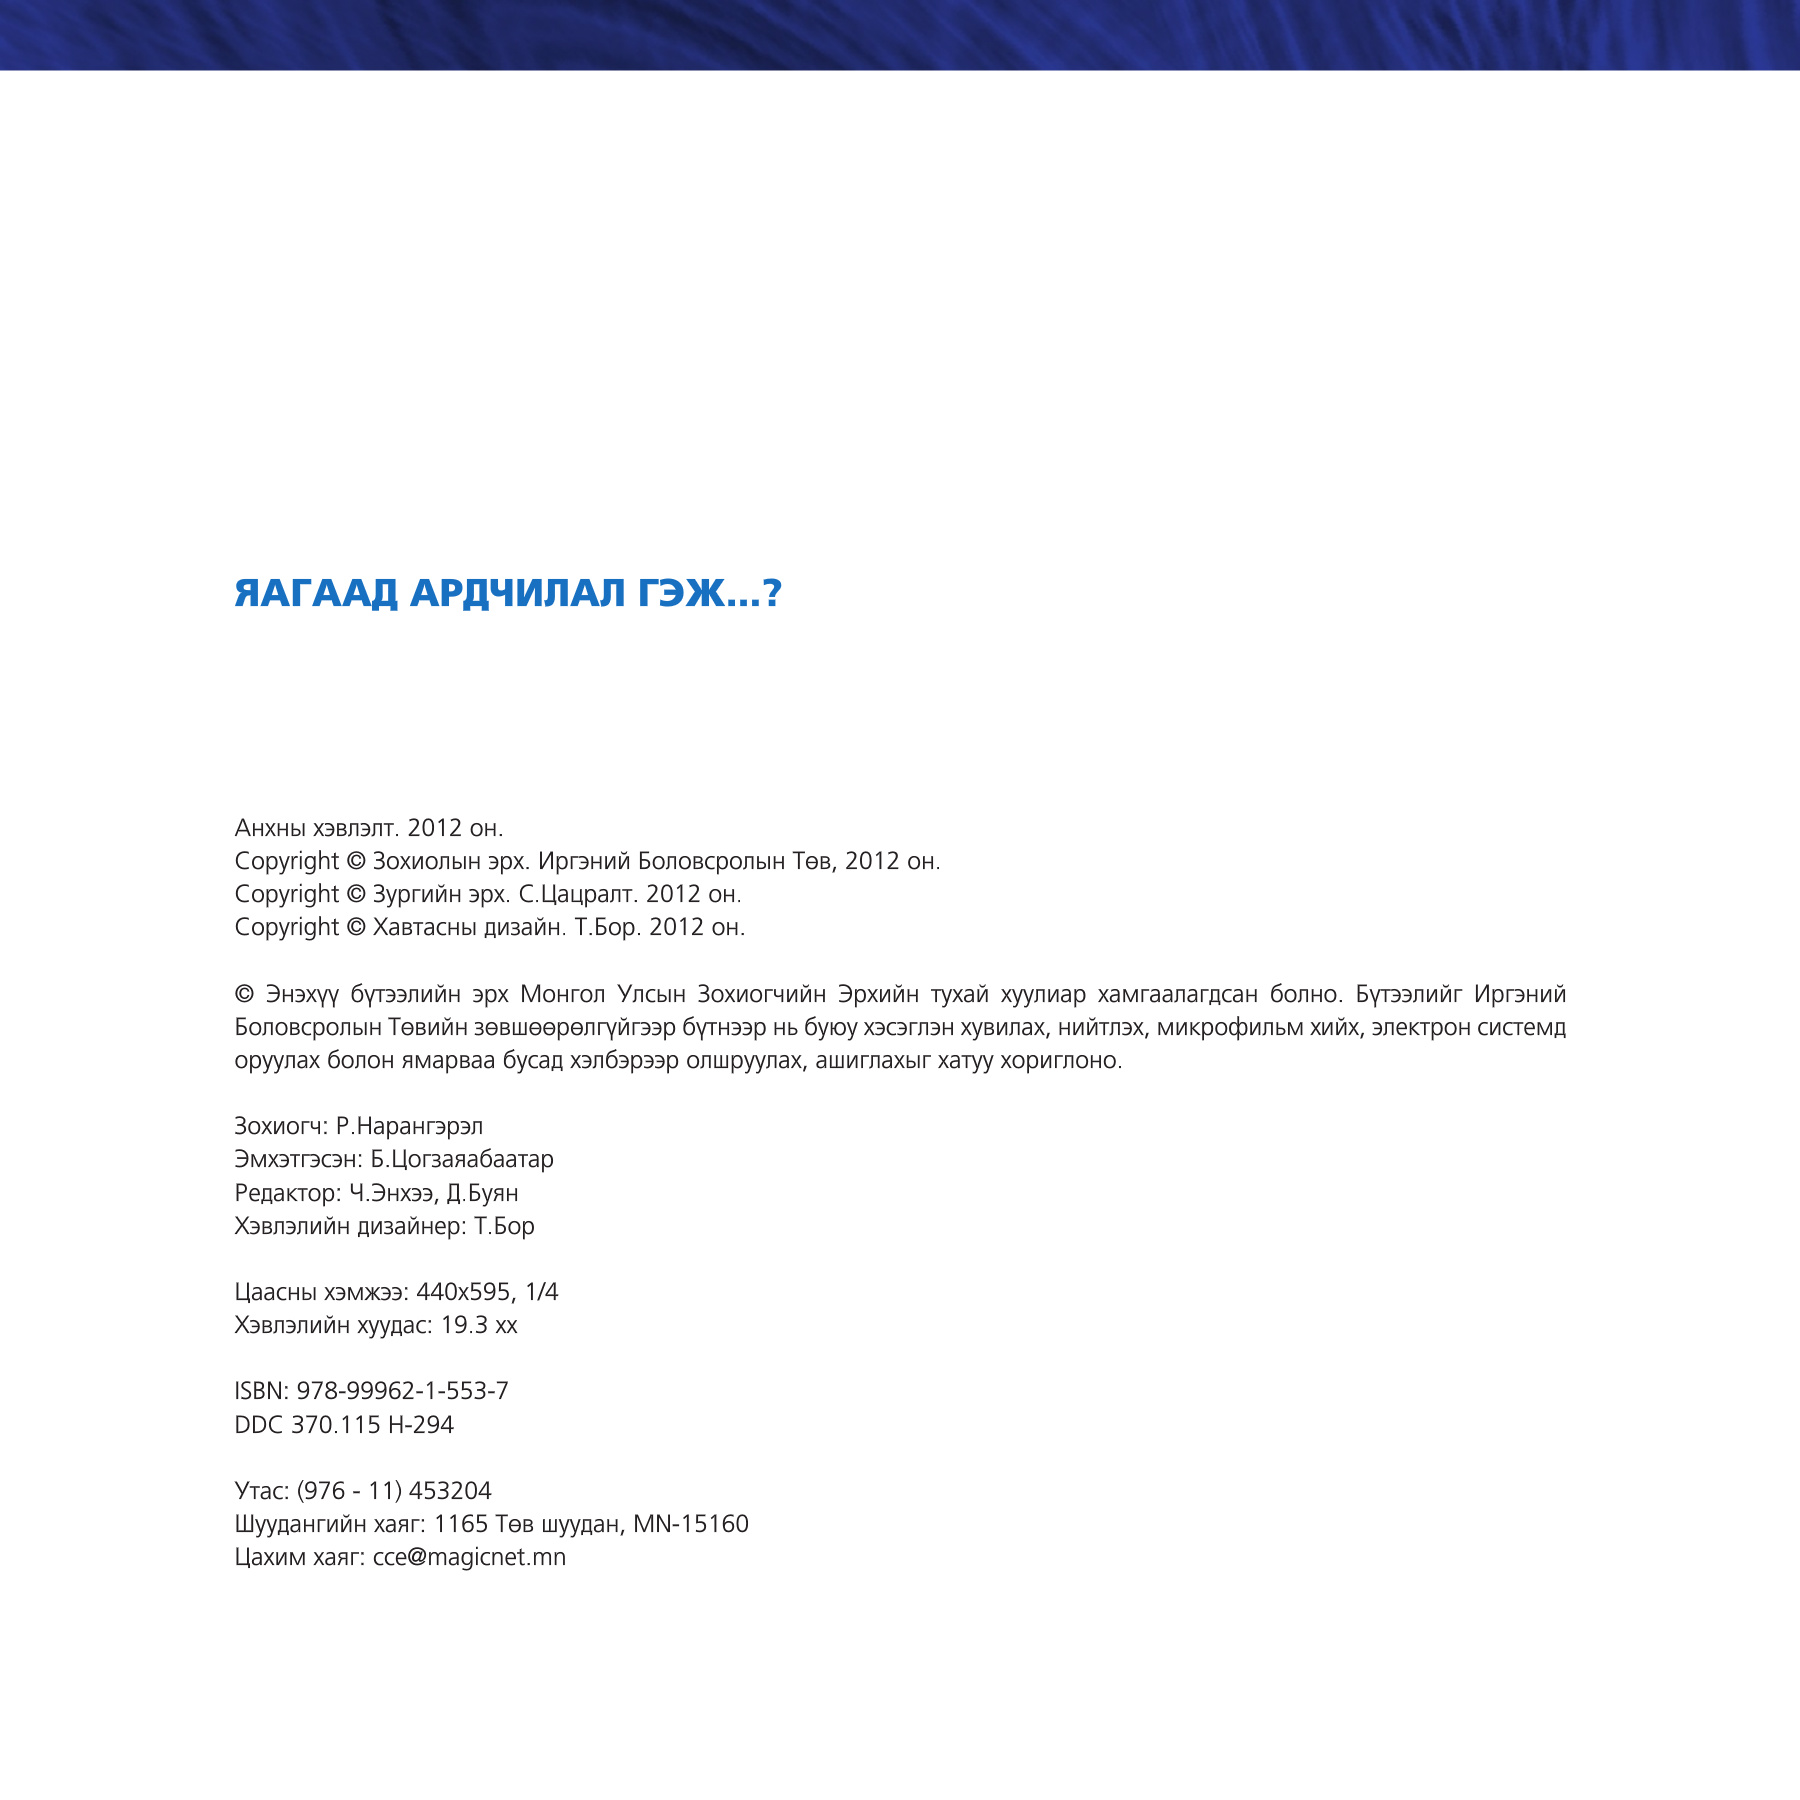 ЯАГААД АРДЧИЛАЛ ГЭЖ...?
Анхны хэвлэлт. 2012 он.
Copyright © Зохиолын эрх. Иргэний Боловсролын Төв, 2012 он.
Copyright © Зургийн эрх. С.Цацралт. 2012 он.
Copyright © Хавтасны дизайн. Т.Бор. 2012 он.
© Энэхүү бүтээлийн эрх Монгол Улсын Зохиогчийн Эрхийн тухай хуулиар хамгаалагдсан болно. Бүтээлийг Иргэний
Боловсролын Төвийн зөвшөөрөлгүйгээр бүтнээр нь буюу хэсэглэн хувилах, нийтлэх, микрофильм хийх, электрон системд
оруулах болон ямарваа бусад хэлбэрээр олшруулах, ашиглахыг хатуу хориглоно.
Зохиогч: Р.Нарангэрэл
Эмхэтгэсэн: Б.Цогзаяабаатар
Редактор: Ч.Энхээ, Д.Буян
Хэвлэлийн дизайнер: Т.Бор
Цаасны хэмжээ: 440x595, 1/4
Хэвлэлийн хуудас: 19.3 хх
ISBN: 978-99962-1-553-7
DDC 370.115 H-294
Утас: (976 - 11) 453204
Шуудангийн хаяг: 1165 Төв шуудан, MN-15160
Цахим хаяг: cce@magicnet.mn